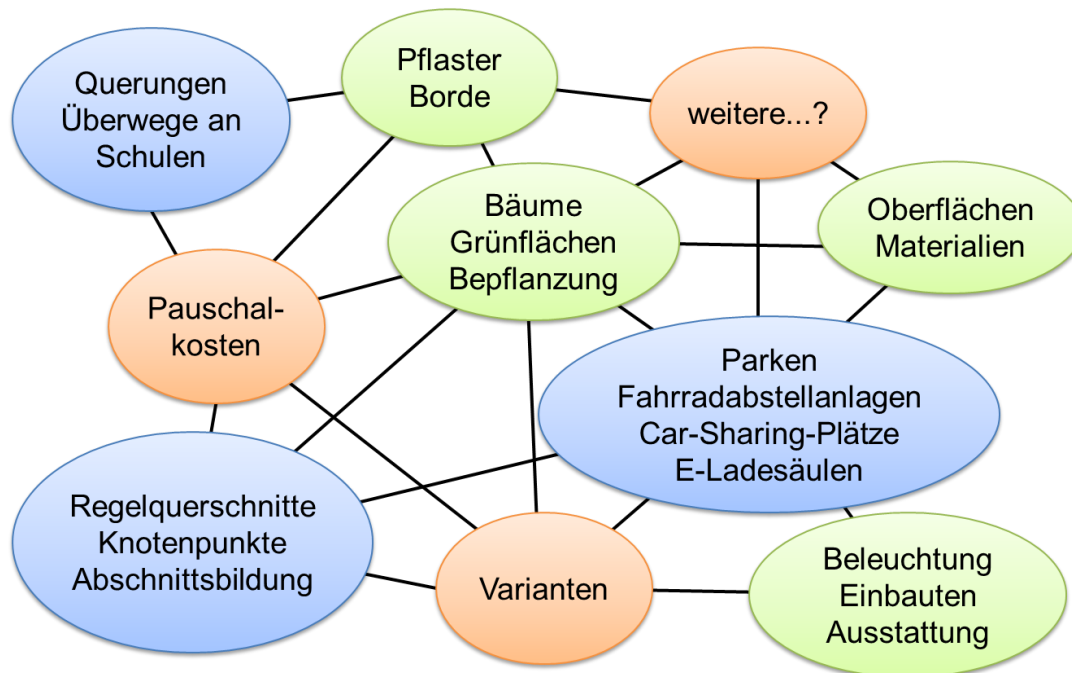 Querungen
Überwege an
Schulen
Pflaster
Borde
weitere...?
Bäume
Grünflächen
Bepflanzung
Oberflächen
Materialien
Pauschal-
kosten
Parken
Fahrradabstellanlagen
Car-Sharing-Plätze
E-Ladesäulen
Regelquerschnitte
Knotenpunkte
Abschnittsbildung
Varianten
Beleuchtung
Einbauten
Ausstattung